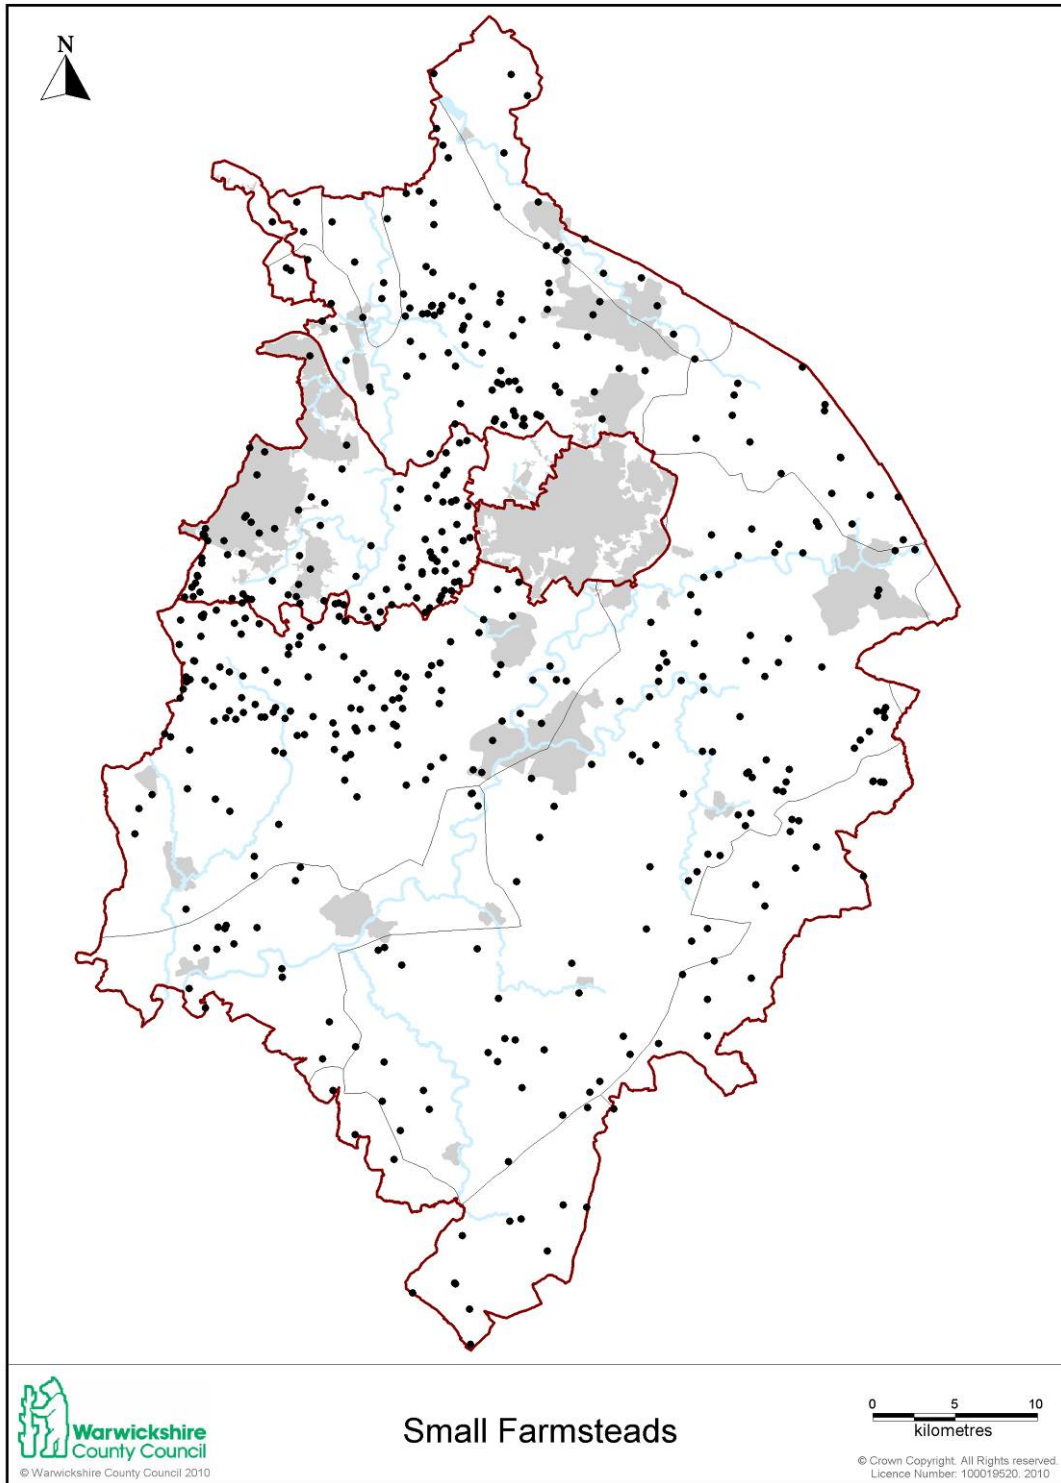 N
Warwickshire
County Council
© Warwickshire County Council 2010
Small Farmsteads
0 5 10
kilometres
© Crown Copyright. All Rights reserved.
Licence Number: 100019520. 2010